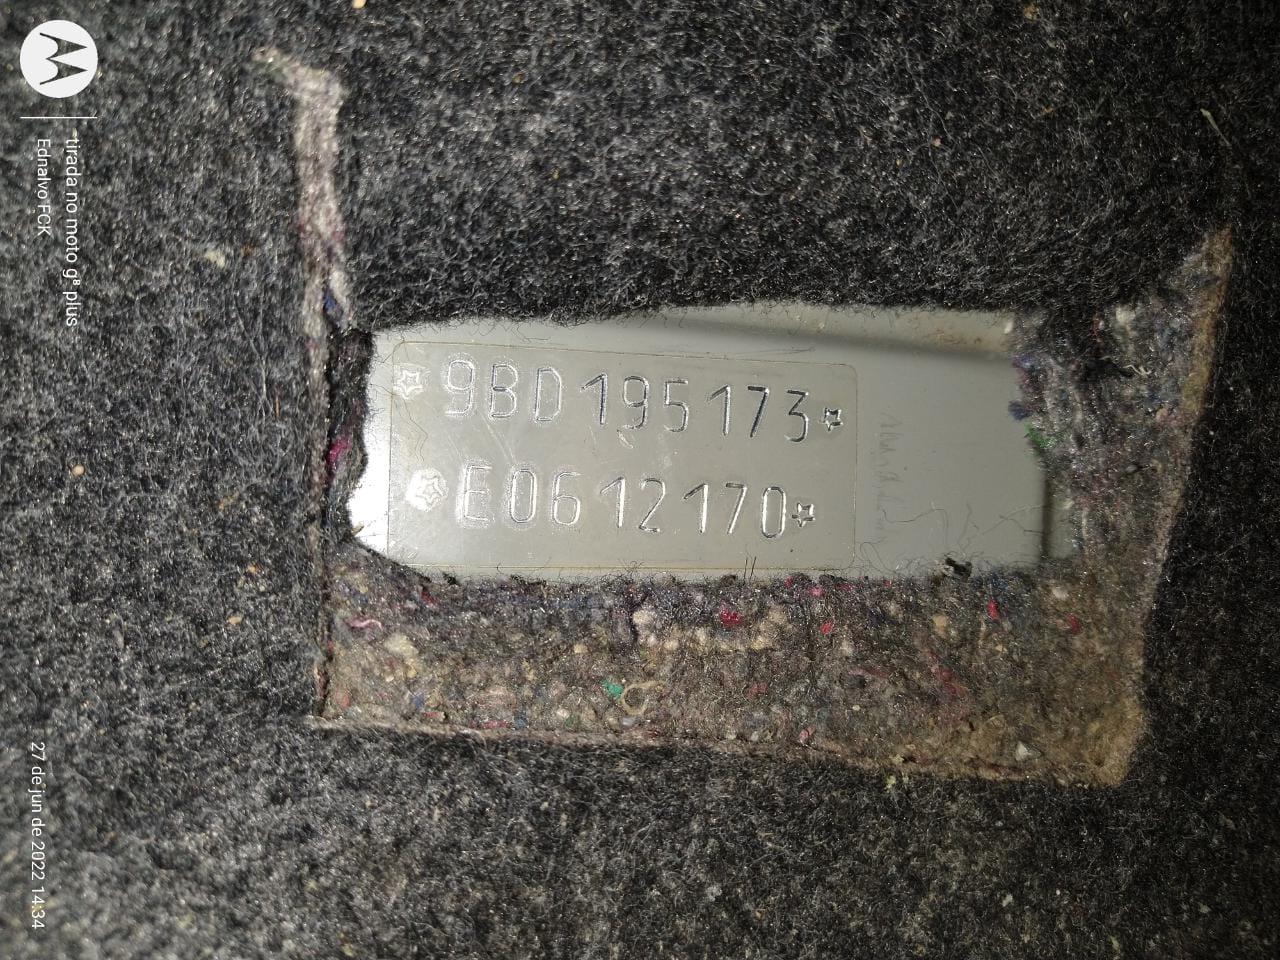 ☆9BD195173☆
☆E0612170☆
tirada no moto g⁸ plus
Ednalvo FCK
27 de jun de 2022 14:34